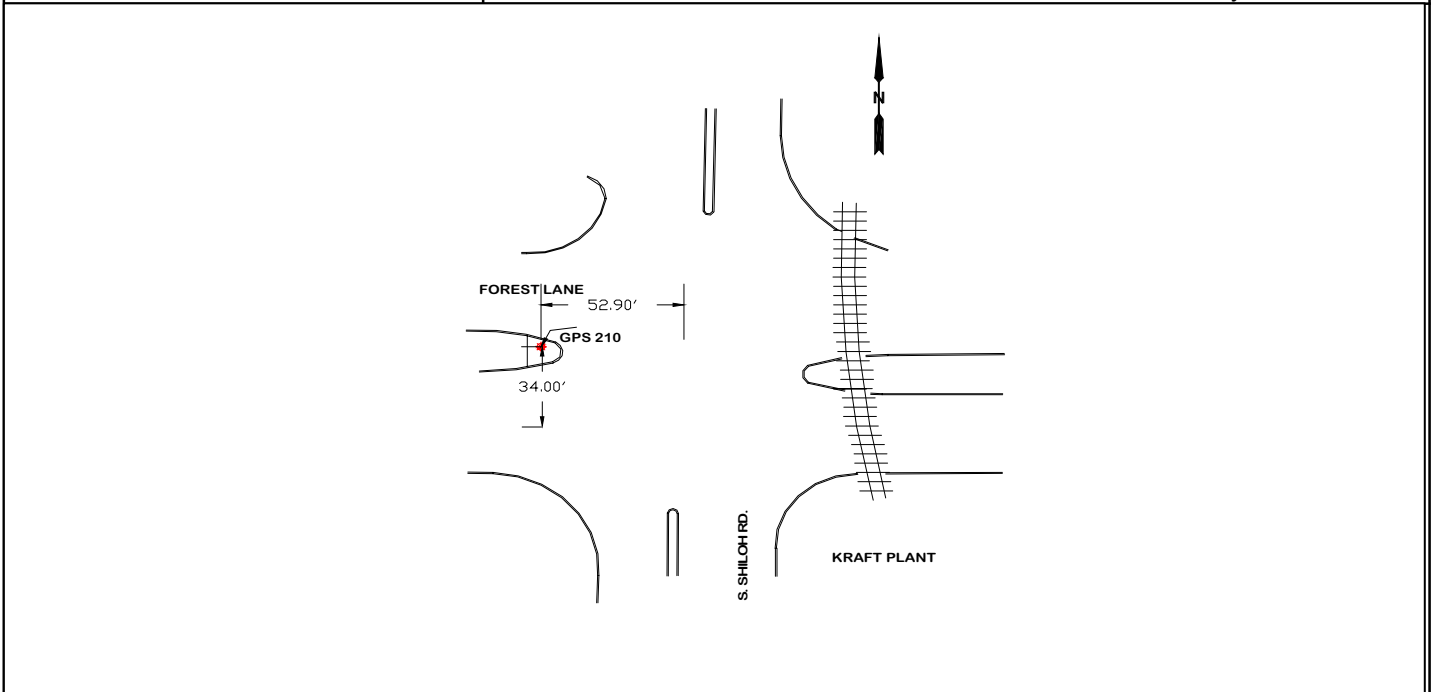 N
FOREST LANE
52.90'
GPS 210
34.00'
S. SHILOH RD.
KRAFT PLANT